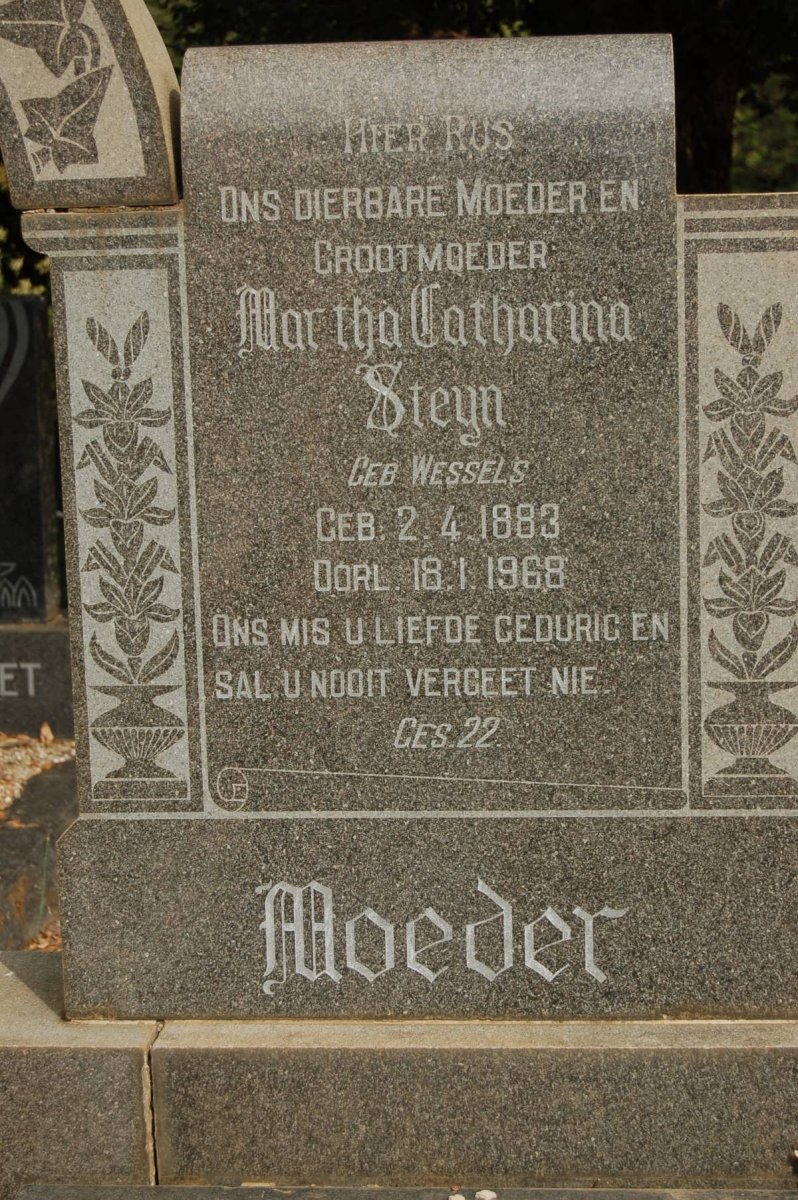 HIER RUS
ONS DIERBARE MOEDER EN
GROOTMOEDER
Martha Catharina
Steyn
GEB WESSELS
GEB. 2.4.1883
OORL. 18.1.1968
ONS MIS U LIEFDE GEDURIG EN
SAL U NOOIT VERGEET NIE.
GES. 22.
Moeder
ET